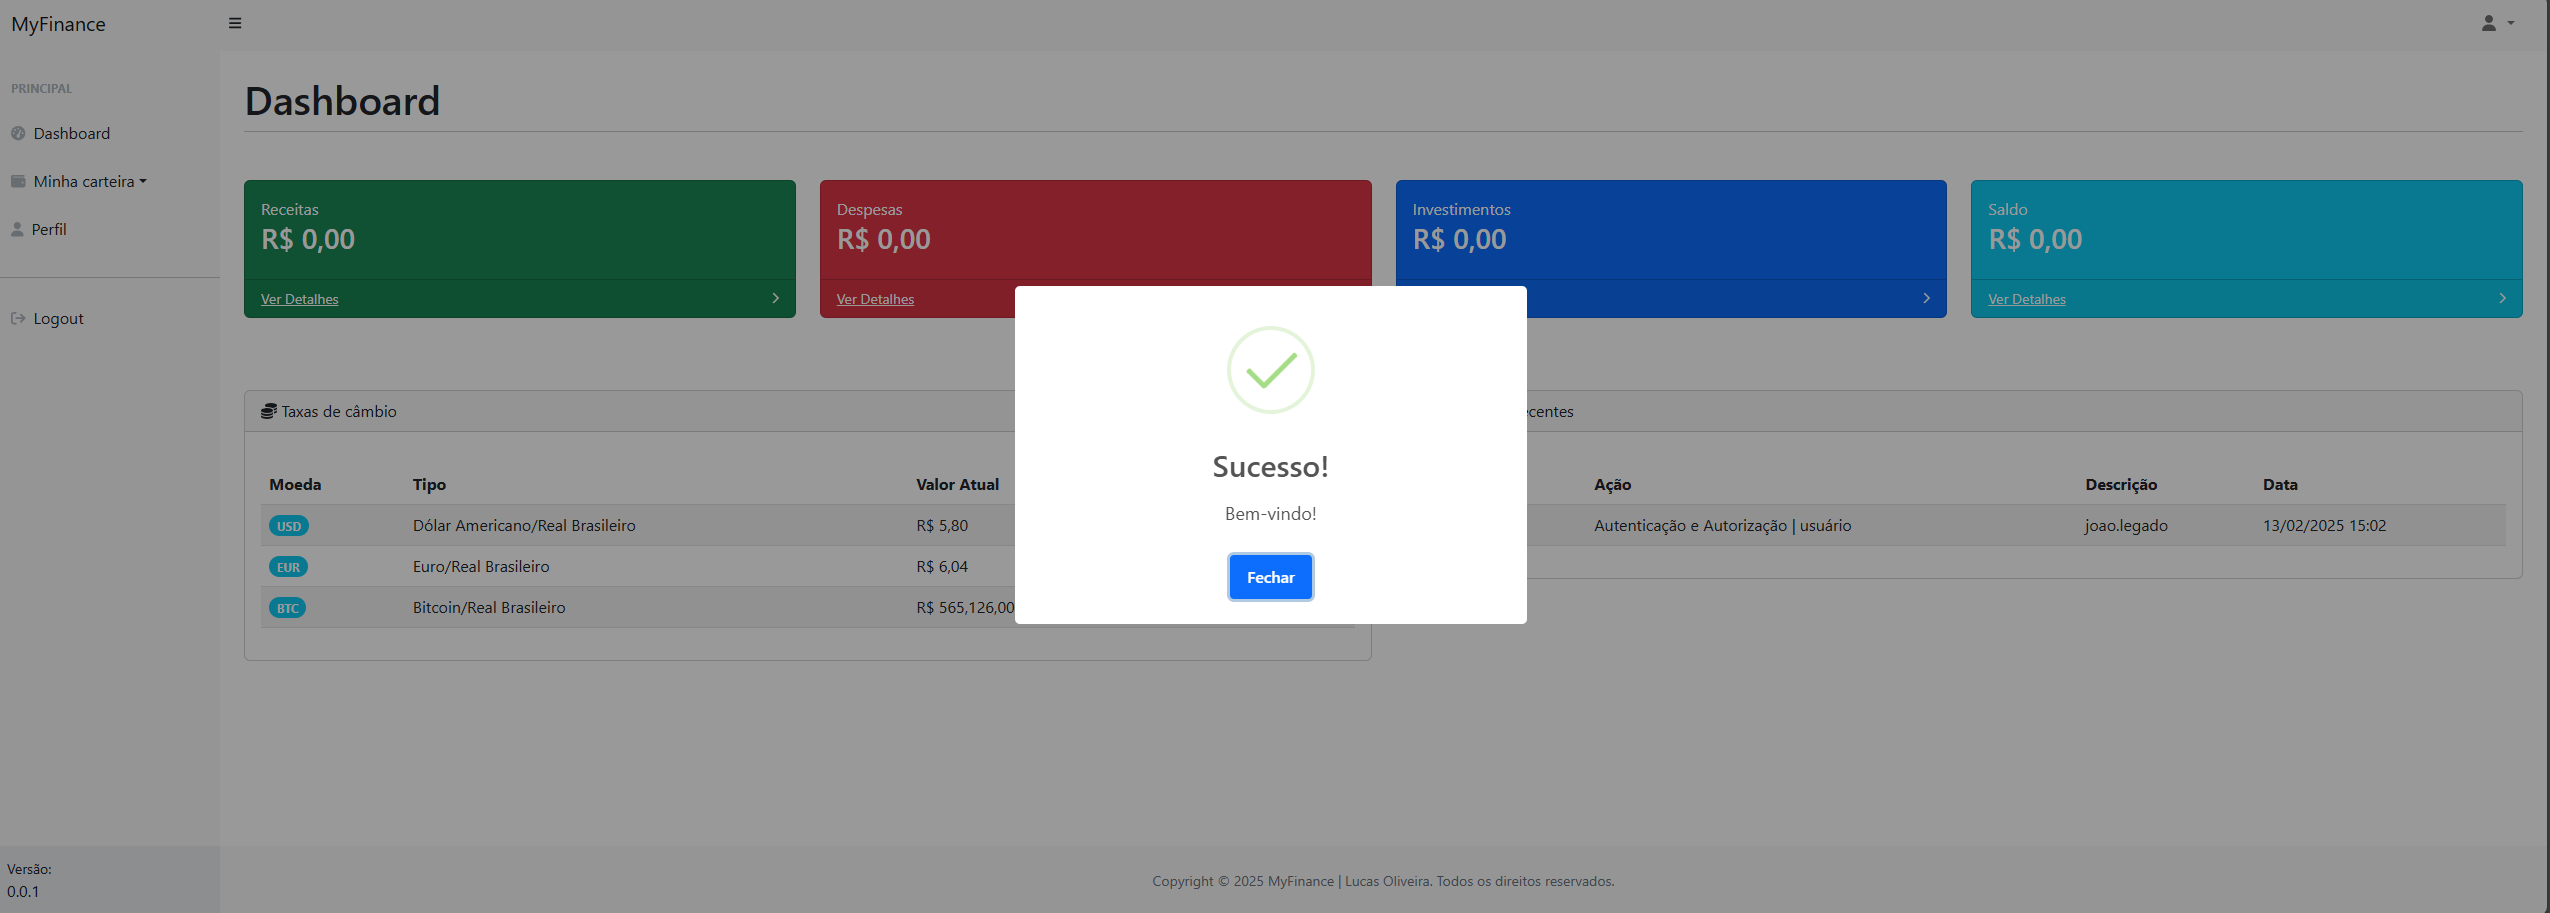 MyFinance
PRINCIPAL
Dashboard
Minha carteira
Perfil
Logout
Versão:
0.0.1
Dashboard
Receitas
R$ 0,00
Ver Detalhes
Despesas
R$ 0,00
Ver Detalhes
Investimentos
R$ 0,00
Saldo
R$ 0,00
Ver Detalhes
Taxas de câmbio
Moeda Tipo Valor Atual
USD Dólar Americano/Real Brasileiro R$ 5,80
EUR Euro/Real Brasileiro R$ 6,04
BTC Bitcoin/Real Brasileiro R$ 565,126,00
Sucesso!
Bem-vindo!
Fechar
Ação Descrição Data
Autenticação e Autorização | usuário joao.legado 13/02/2025 15:02
Copyright © 2025 MyFinance | Lucas Oliveira. Todos os direitos reservados.